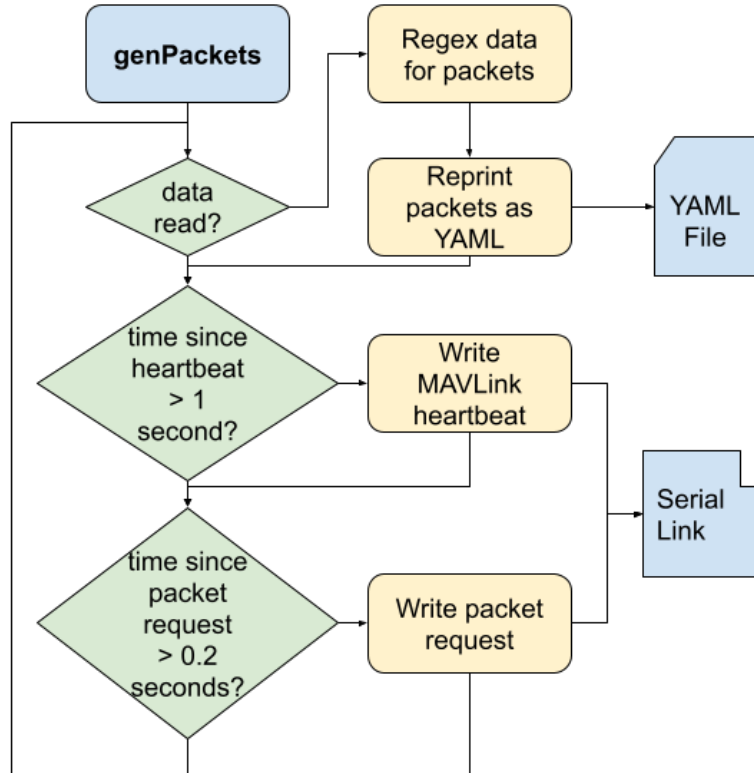 genPackets
Regex data
for packets
data
read?
Reprint
packets as
YAML
YAML
File
time since
heartbeat
> 1
second?
Write
MAVLink
heartbeat
Serial
Link
time since
packet
request
> 0.2
seconds?
Write packet
request